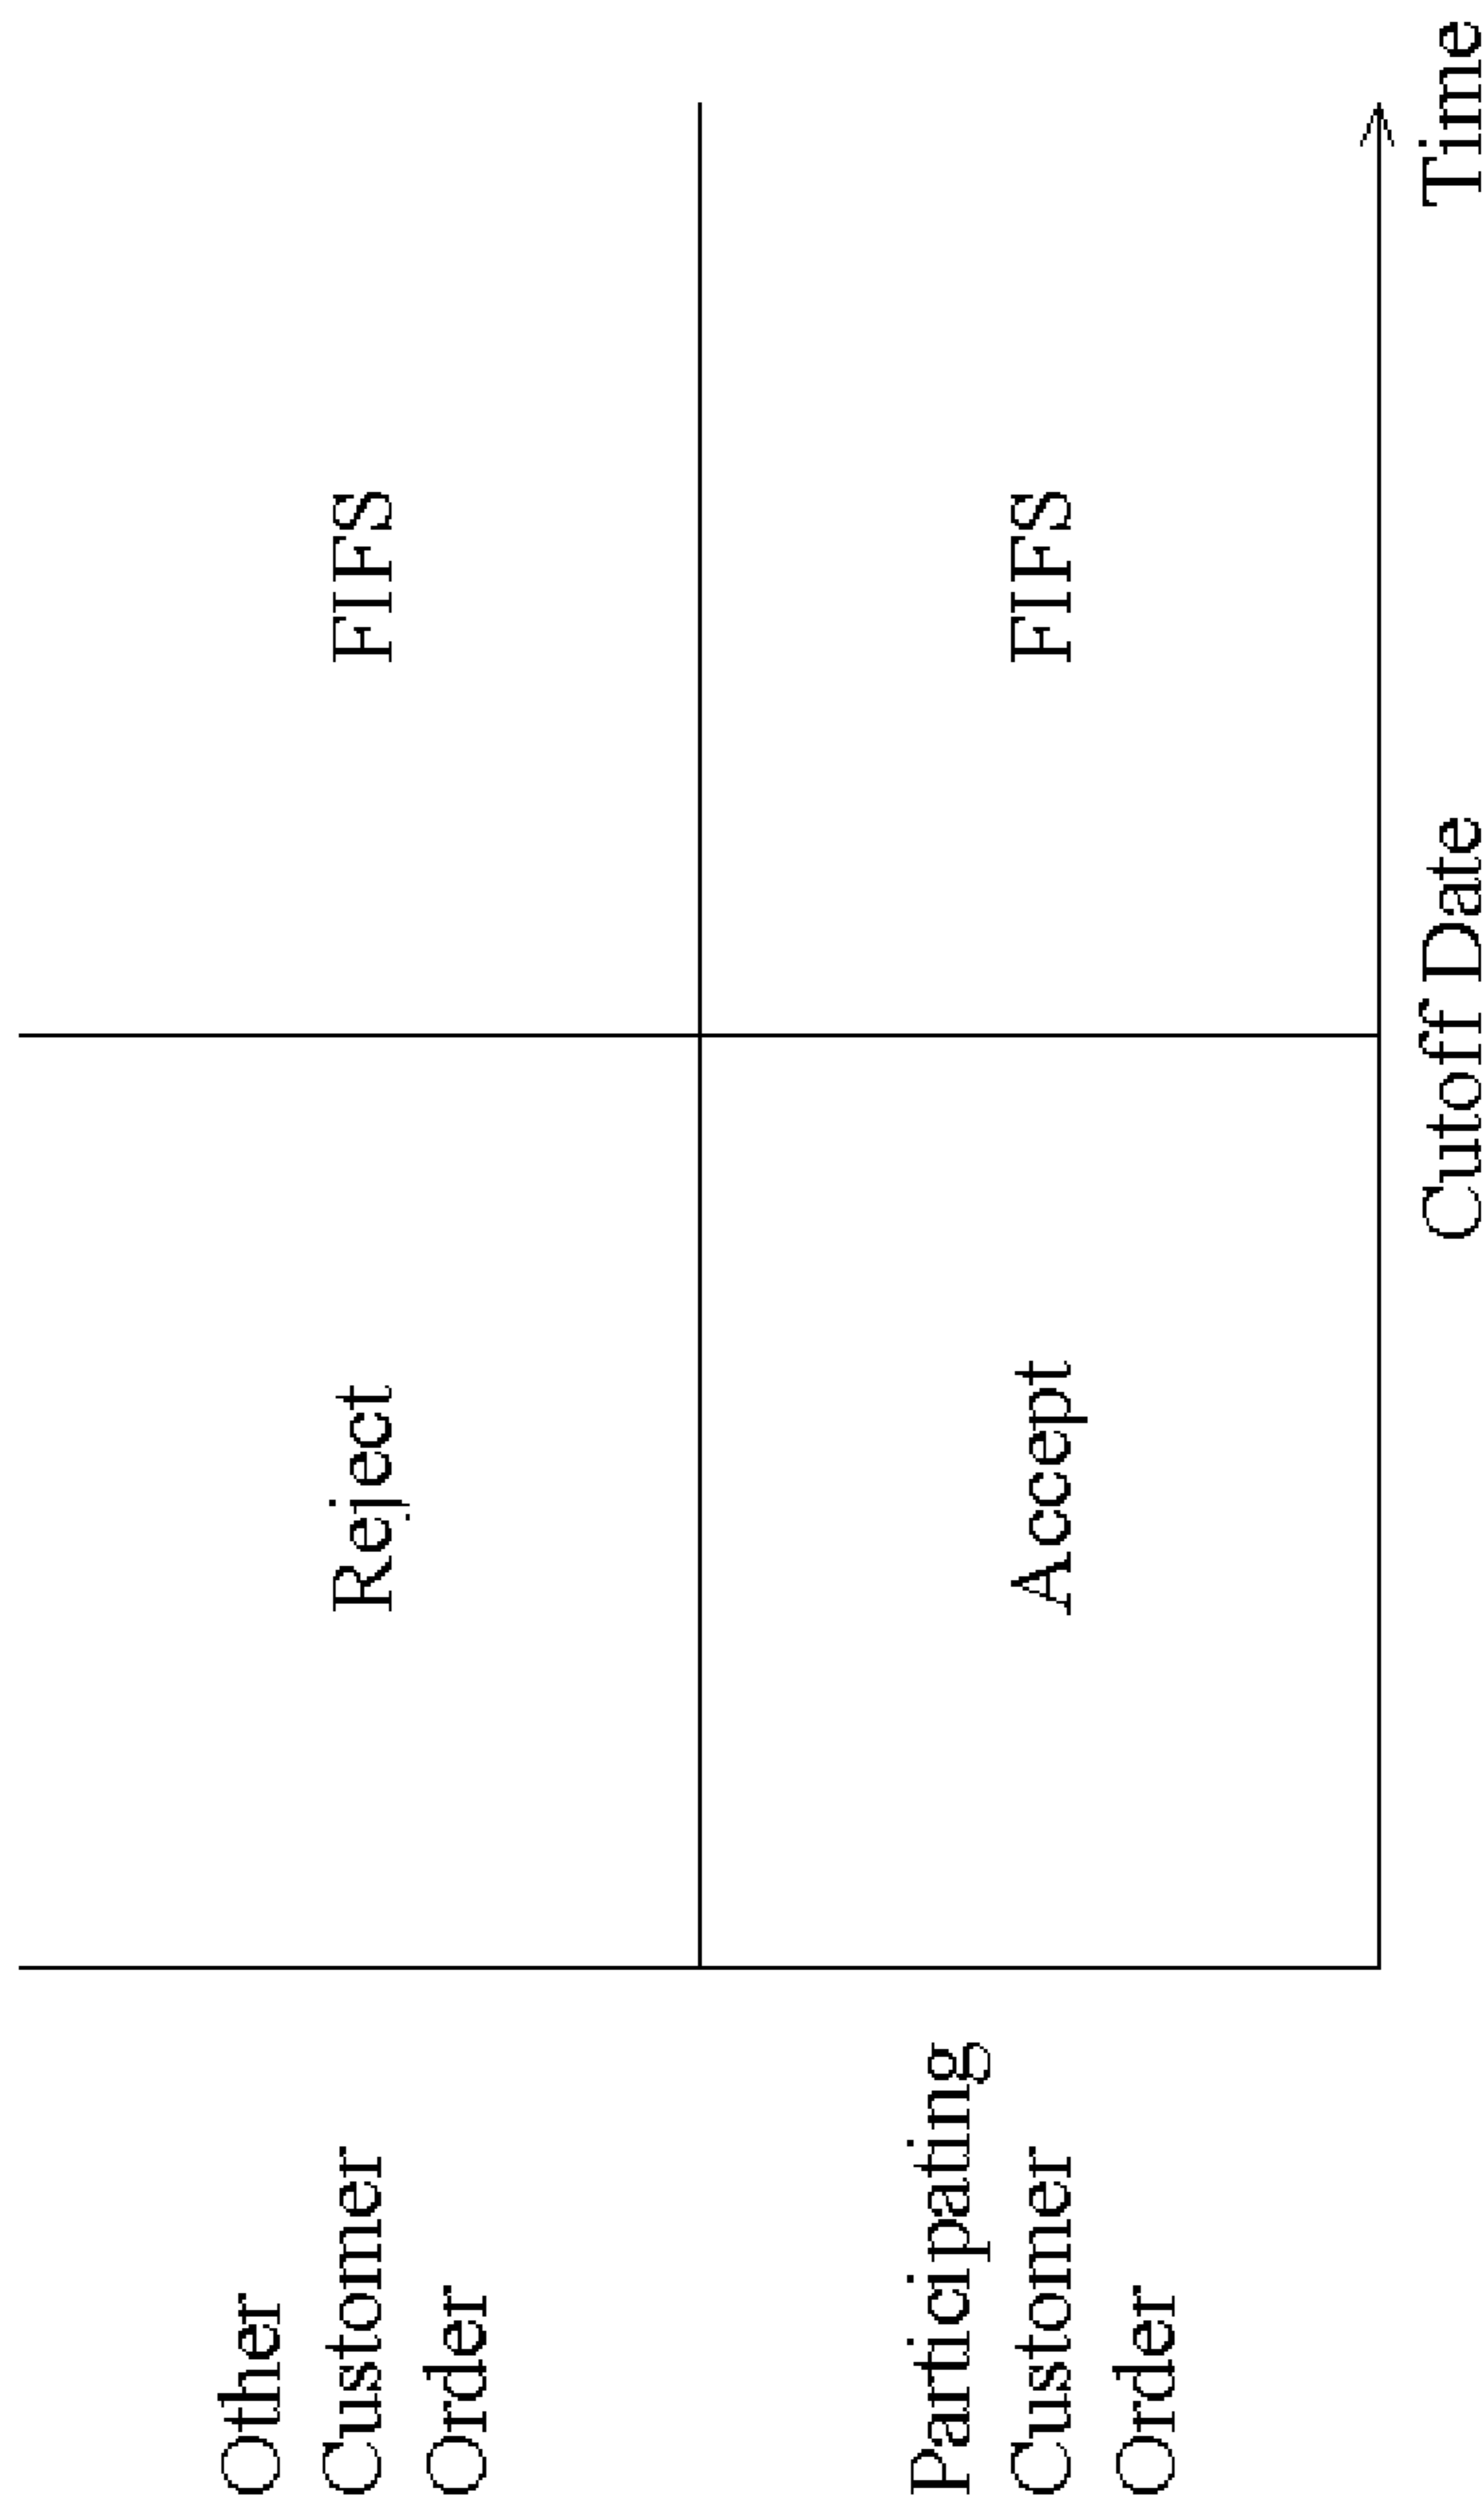 Other
Customer
Order
Reject
FIFS
Participating
Customer
Order
Accept
FIFS
Cutoff Date
Time